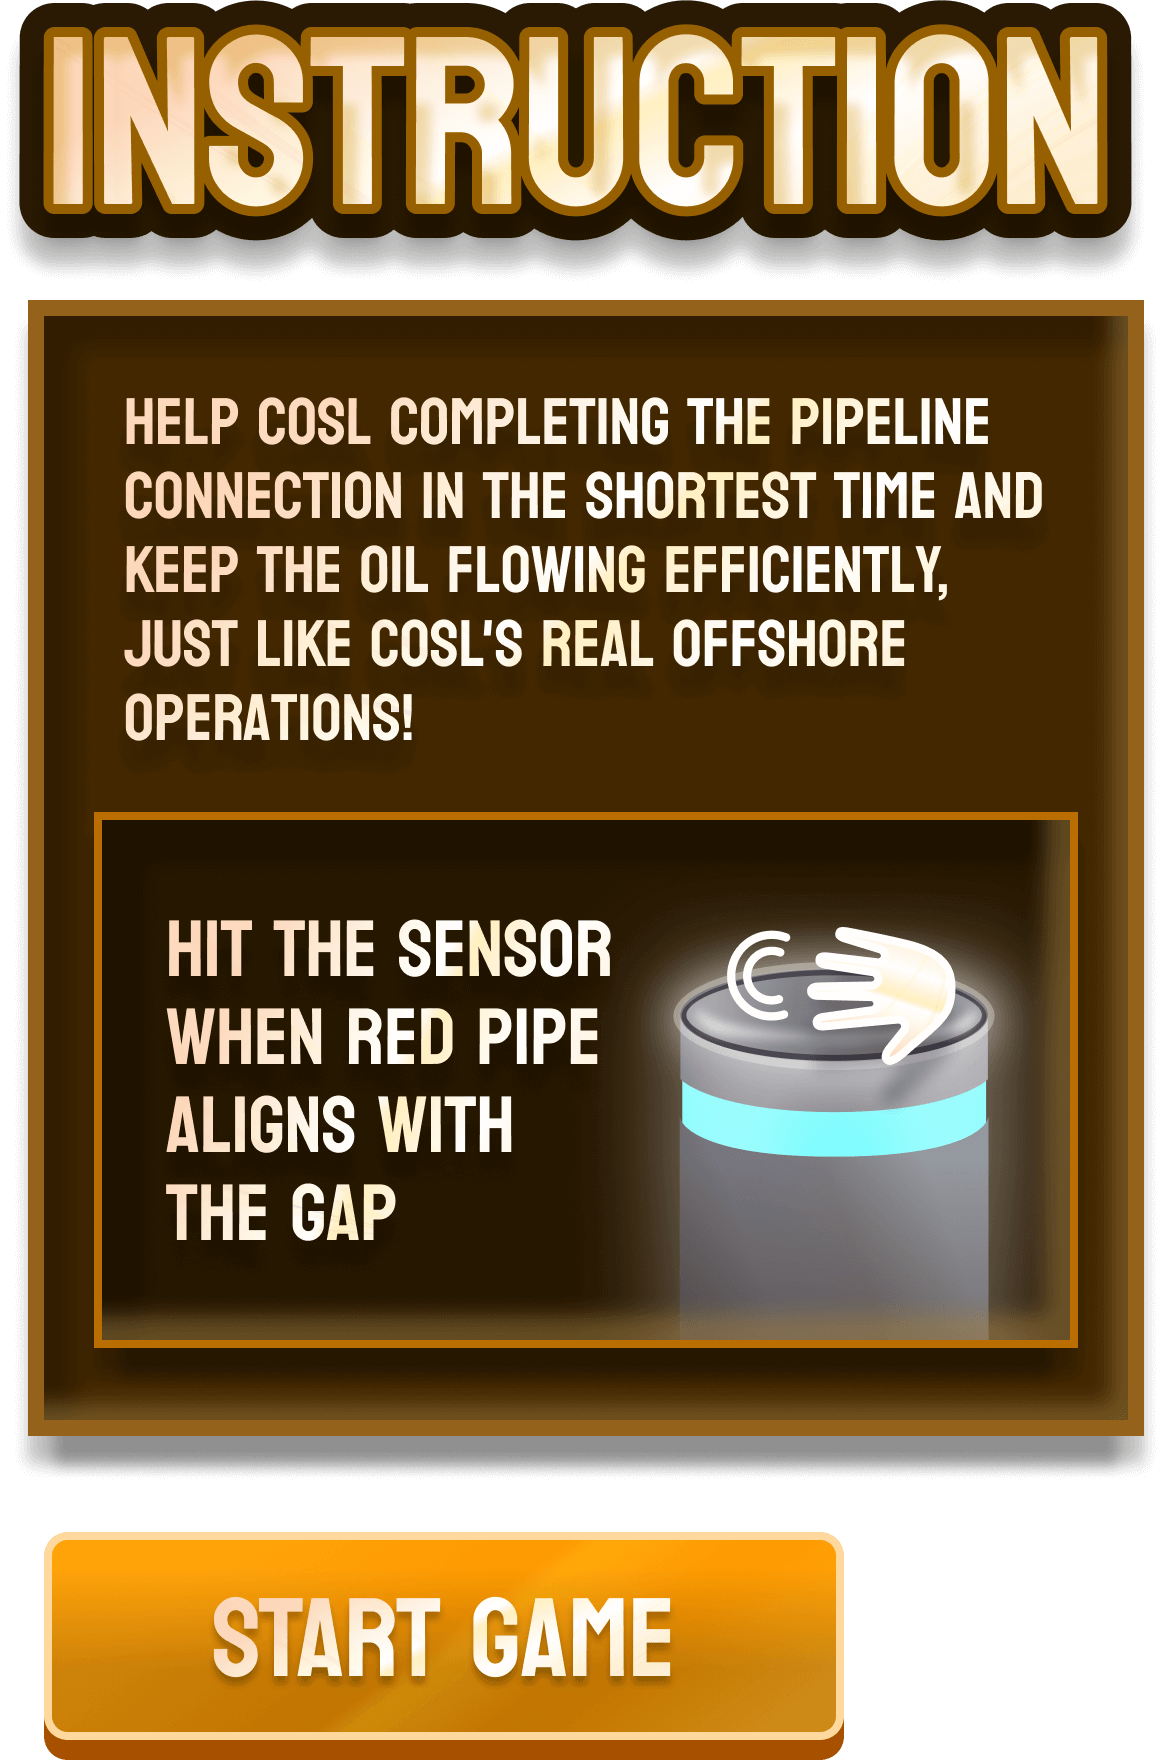 INSTRUCTION
HELP COSL COMPLETING THE PIPELINE
CONNECTION IN THE SHORTEST TIME AND
KEEP THE OIL FLOWING EFFICIENTLY,
JUST LIKE COSL'S REAL OFFSHORE
OPERATIONS!
HIT THE SENSOR
WHEN RED PIPE
ALIGNS WITH
THE GAP
START GAME